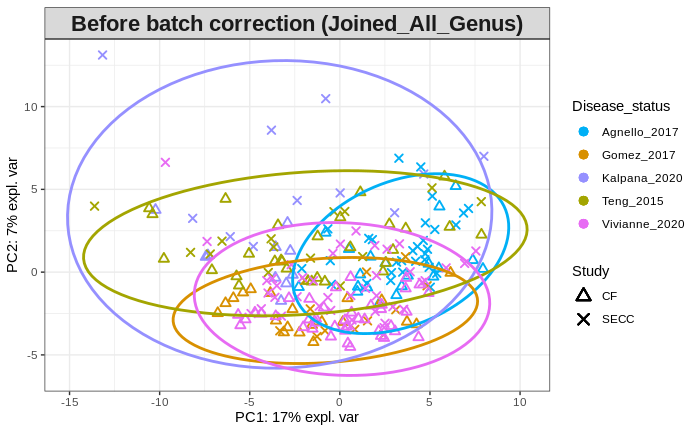 Before batch correction (Joined_All_Genus)
PC2: 7% expl. var
10
5
0
-5
-15
-10
-5
0
5
10
PC1: 17% expl. var
Disease_status
Agnello_2017
Gomez_2017
Kalpana_2020
Teng_2015
Vivianne_2020
Study
CF
SECC